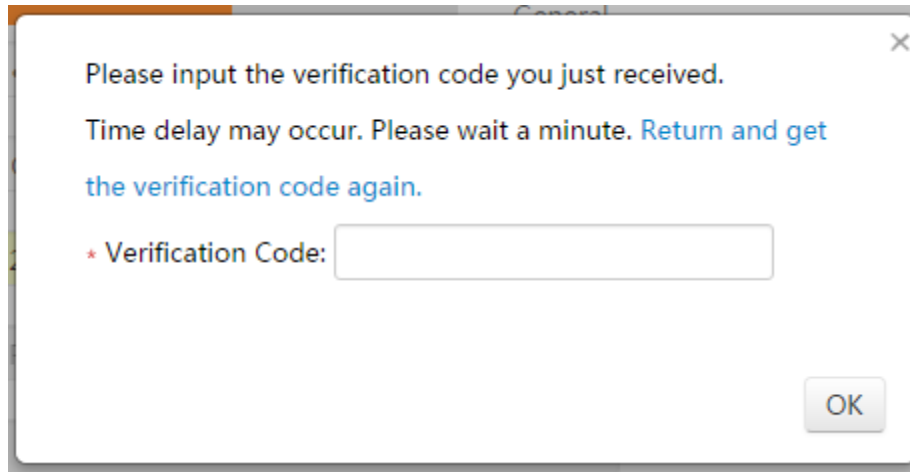 General
×
Please input the verification code you just received.
Time delay may occur. Please wait a minute. Return and get
the verification code again.
* Verification Code:
OK